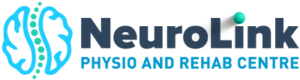 NeuroLink
PHYSIO AND REHAB CENTRE